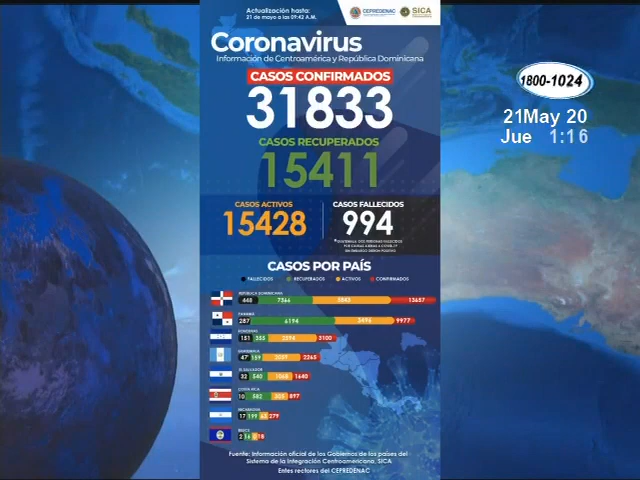 Actualización hasta:
21 de mayo a las 09:42 A.M.
CEPREDENAC
SICA
Coronavirus
Información de Centroamérica y República Dominicana
CASOS CONFIRMADOS
31833
CASOS RECUPERADOS
15411
CASOS ACTIVOS
15428
CASOS FALLECIDOS
994
1800-1024
21May 20
Jue 1:16
CASOS POR PAÍS
FALLECIDOS RECUPERADOS ACTIVOS CONFIRMADOS
REPÚBLICA DOMINICANA
448 7366 5843 13657
PANAMÁ
287 6194 3496 9977
HONDURAS
151 355 2594 3100
GUATEMALA
47 159 2059 2265
EL SALVADOR
32 540 1068 1640
COSTA RICA
10 582 305 897
NICARAGUA
17 199 63 279
BELICE
2 16 0 18
Fuente: Información oficial de los Gobiernos de los países del
Sistema de la Integración Centroamericana, SICA
Entes rectores del CEPREDENAC